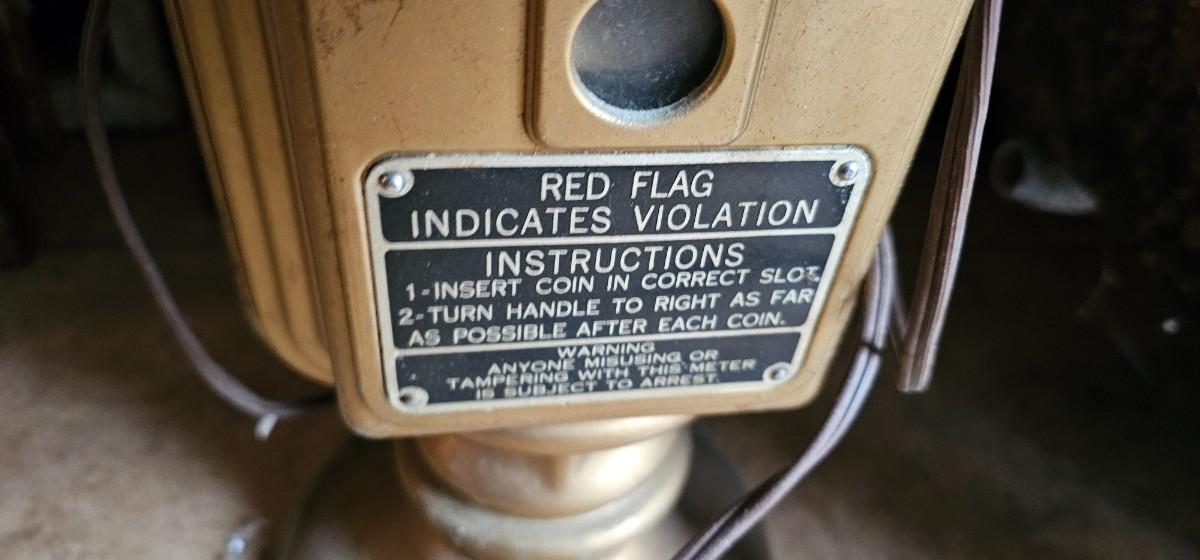 RED FLAG
INDICATES VIOLATION
INSTRUCTIONS
1-INSERT COIN IN CORRECT SLOT.
2-TURN HANDLE TO RIGHT AS FAR
AS POSSIBLE AFTER EACH COIN.
WARNING
ANYONE MISUSING OR
TAMPERING WITH THIS METER
IS SUBJECT TO ARREST.